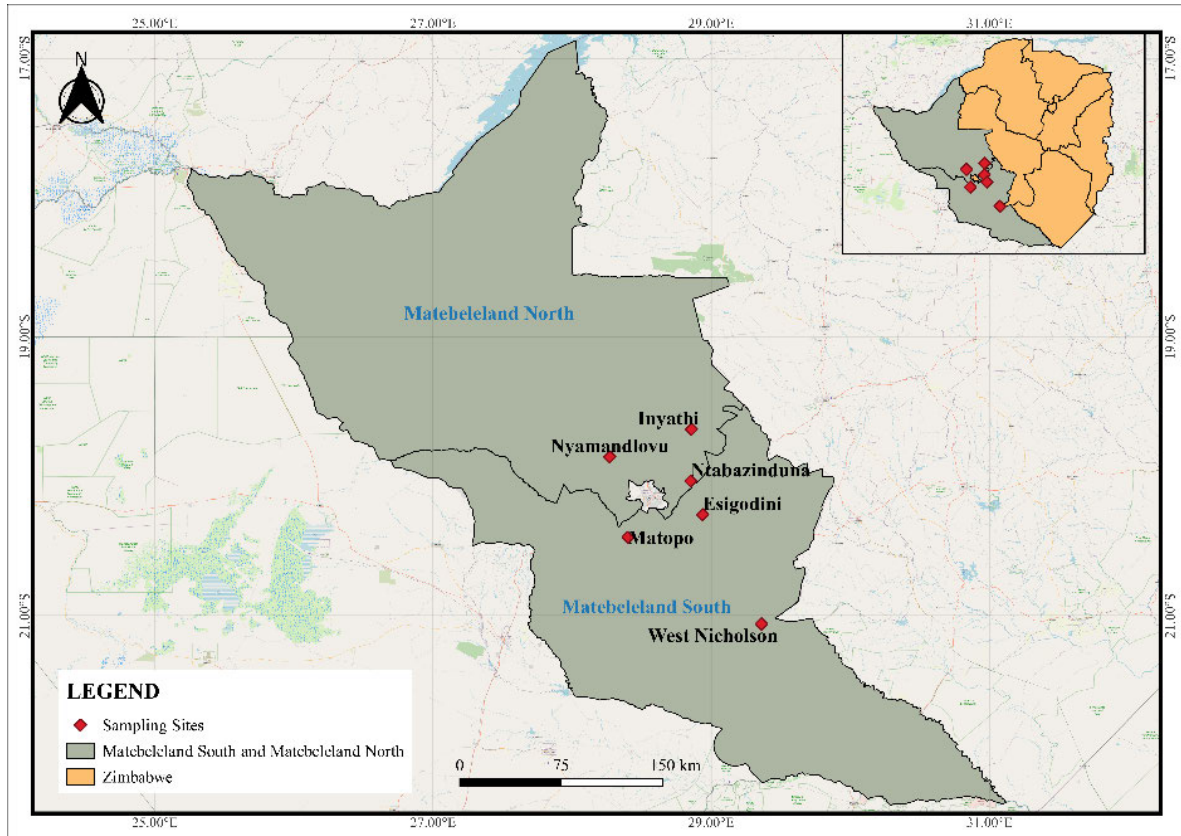 25.00°E 27.00°E 29.00°E 31.00°E
17.00°S
17.00°S
N
Matebeleland North
19.00°S
19.00°S
Inyathi
Nyamandlovu
Ntabazinduna
Esigodini
Matopo
Matebeleland South
21.00°S
21.00°S
West Nicholson
LEGEND
Sampling Sites
Matebeleland South and Matebeleland North
Zimbabwe
0 75 150 km
25.00°E 27.00°E 29.00°E 31.00°E